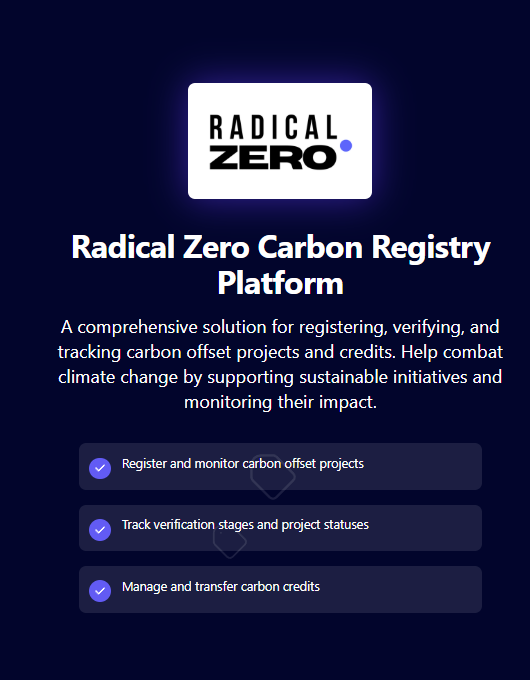 RADICAL
ZERO
Radical Zero Carbon Registry
Platform
A comprehensive solution for registering, verifying, and
tracking carbon offset projects and credits. Help combat
climate change by supporting sustainable initiatives and
monitoring their impact.
Register and monitor carbon offset projects
Track verification stages and project statuses
Manage and transfer carbon credits